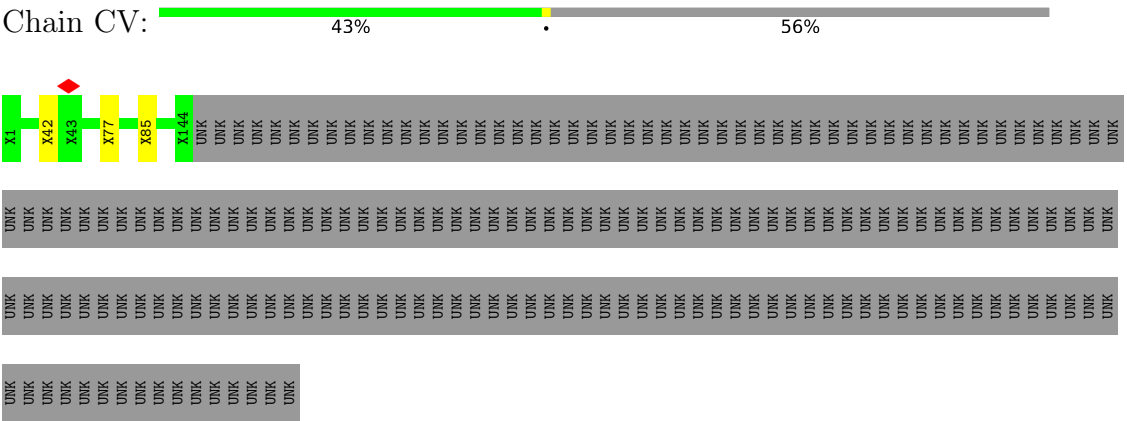 Chain CV:
43% • 56%
X1 X42 X43 X77 X85 X144 UNK UNK UNK UNK UNK UNK UNK UNK UNK UNK UNK UNK UNK UNK UNK UNK UNK UNK UNK UNK UNK UNK UNK UNK UNK UNK UNK UNK UNK UNK UNK UNK UNK UNK UNK UNK UNK UNK UNK UNK UNK UNK UNK UNK UNK UNK UNK UNK UNK UNK
UNK UNK UNK UNK UNK UNK UNK UNK UNK UNK UNK UNK UNK UNK UNK UNK UNK UNK UNK UNK UNK UNK UNK UNK UNK UNK UNK UNK UNK UNK UNK UNK UNK UNK UNK UNK UNK UNK UNK UNK UNK UNK UNK UNK UNK UNK UNK UNK UNK UNK UNK UNK UNK UNK UNK UNK UNK UNK UNK UNK
UNK UNK UNK UNK UNK UNK UNK UNK UNK UNK UNK UNK UNK UNK UNK UNK UNK UNK UNK UNK UNK UNK UNK UNK UNK UNK UNK UNK UNK UNK UNK UNK UNK UNK UNK UNK UNK UNK UNK UNK UNK UNK UNK UNK UNK UNK UNK UNK UNK UNK UNK UNK UNK UNK UNK UNK UNK UNK UNK UNK
UNK UNK UNK UNK UNK UNK UNK UNK UNK UNK UNK UNK UNK UNK UNK UNK